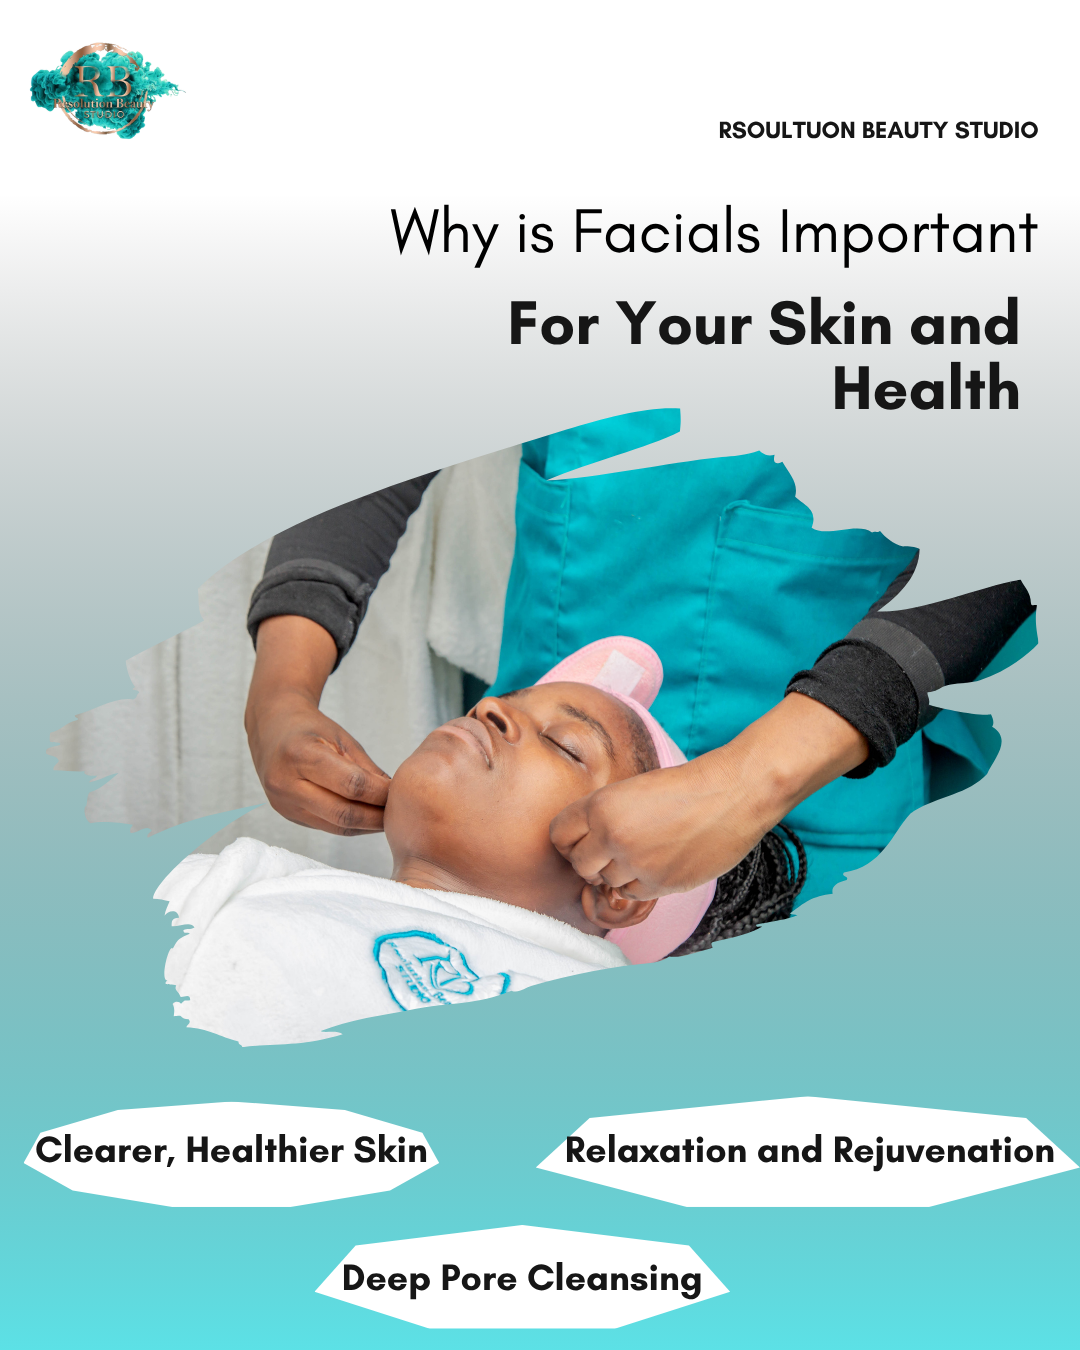 RB
Resolution Beauty
STUDIO
RSOULTUON BEAUTY STUDIO
Why is Facials Important
For Your Skin and
Health
Clearer, Healthier Skin
Relaxation and Rejuvenation
Deep Pore Cleansing